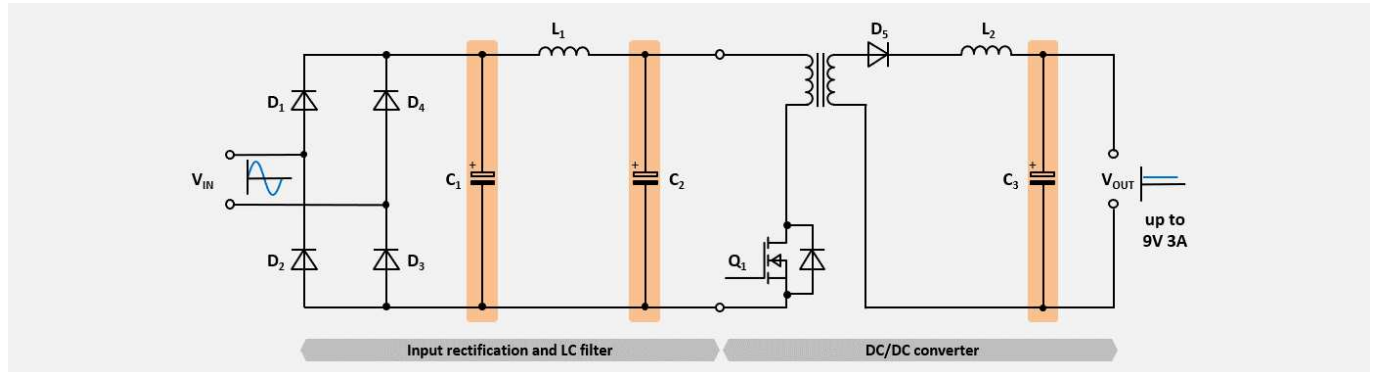 L1
D5
L2
D1
D4
+
+
+
VIN
C1
C2
C3
VOUT
up to
9V 3A
D2
D3
Q1
Input rectification and LC filter
DC/DC converter